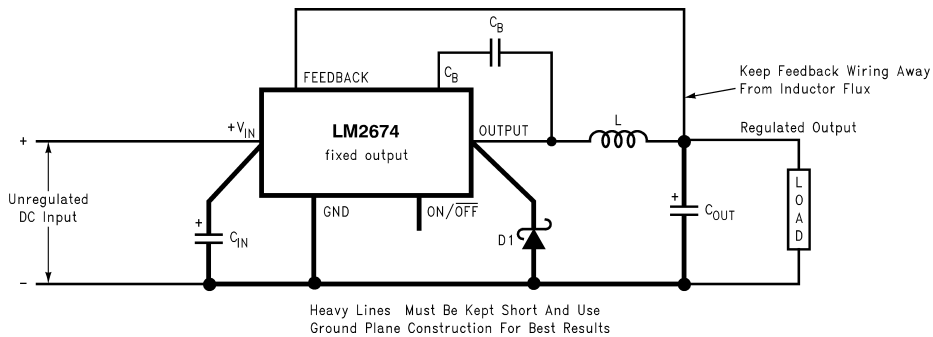 C_B
FEEDBACK
C_B
Keep Feedback Wiring Away
From Inductor Flux
+V_IN
LM2674
fixed output
OUTPUT
L
Regulated Output
+
Unregulated
DC Input
−
+
C_IN
GND
ON/O̅F̅F̅
D1
+
C_OUT
LOAD
Heavy Lines Must Be Kept Short And Use
Ground Plane Construction For Best Results